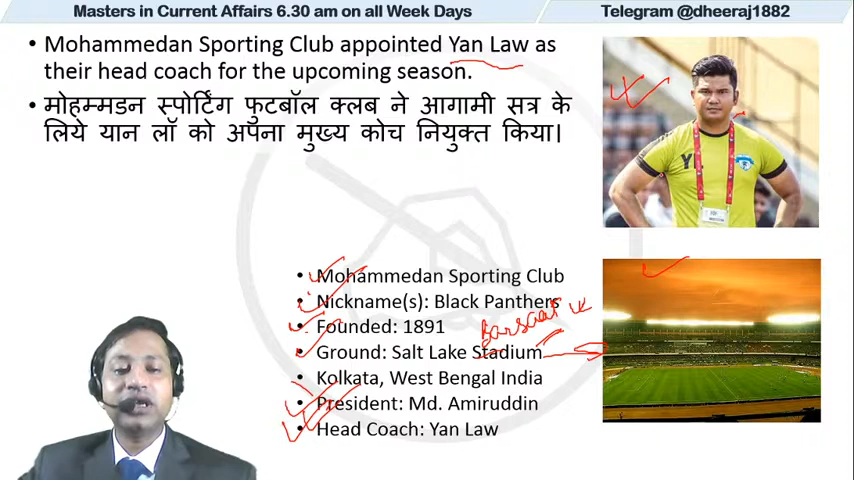 Masters in Current Affairs 6.30 am on all Week Days
Telegram @dheeraj1882
• Mohammedan Sporting Club appointed Yan Law as
their head coach for the upcoming season.
• मोहम्मडन स्पोर्टिंग फुटबॉल क्लब ने आगामी सत्र के
लिये यान लॉ को अपना मुख्य कोच नियुक्त किया।
• Mohammedan Sporting Club
• Nickname(s): Black Panthers
• Founded: 1891
• Ground: Salt Lake Stadium
• Kolkata, West Bengal India
• President: Md. Amiruddin
• Head Coach: Yan Law